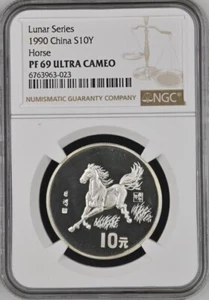 Lunar Series
1990 China S10Y
Horse
PF 69 ULTRA CAMEO
6763963-023
NUMISMATIC GUARANTY COMPANY
NGC
10元